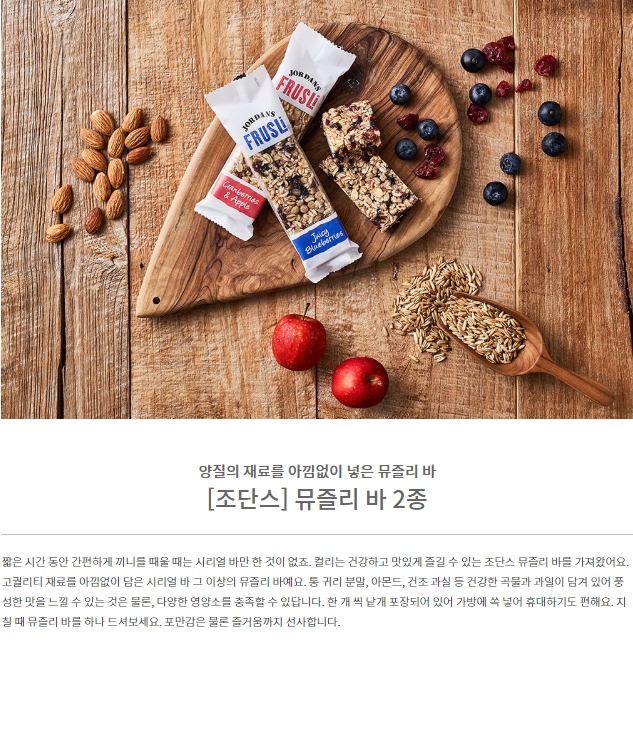 JORDANS
FRUSLi
Cranberries
& Apple
JORDANS
FRUSLi
Juicy
Blueberries
양질의 재료를 아낌없이 넣은 뮤즐리 바
[조단스] 뮤즐리 바 2종
짧은 시간 동안 간편하게 끼니를 때울 때는 시리얼 바만 한 것이 없죠. 컬리는 건강하고 맛있게 즐길 수 있는 조단스 뮤즐리 바를 가져왔어요.
고퀄리티 재료를 아낌없이 담은 시리얼 바 그 이상의 뮤즐리 바예요. 통 귀리 분말, 아몬드, 건조 과실 등 건강한 곡물과 과일이 담겨 있어 풍
성한 맛을 느낄 수 있는 것은 물론, 다양한 영양소를 충족할 수 있답니다. 한 개 씩 낱개 포장되어 있어 가방에 쏙 넣어 휴대하기도 편해요. 지
칠 때 뮤즐리 바를 하나 드셔보세요. 포만감은 물론 즐거움까지 선사합니다.